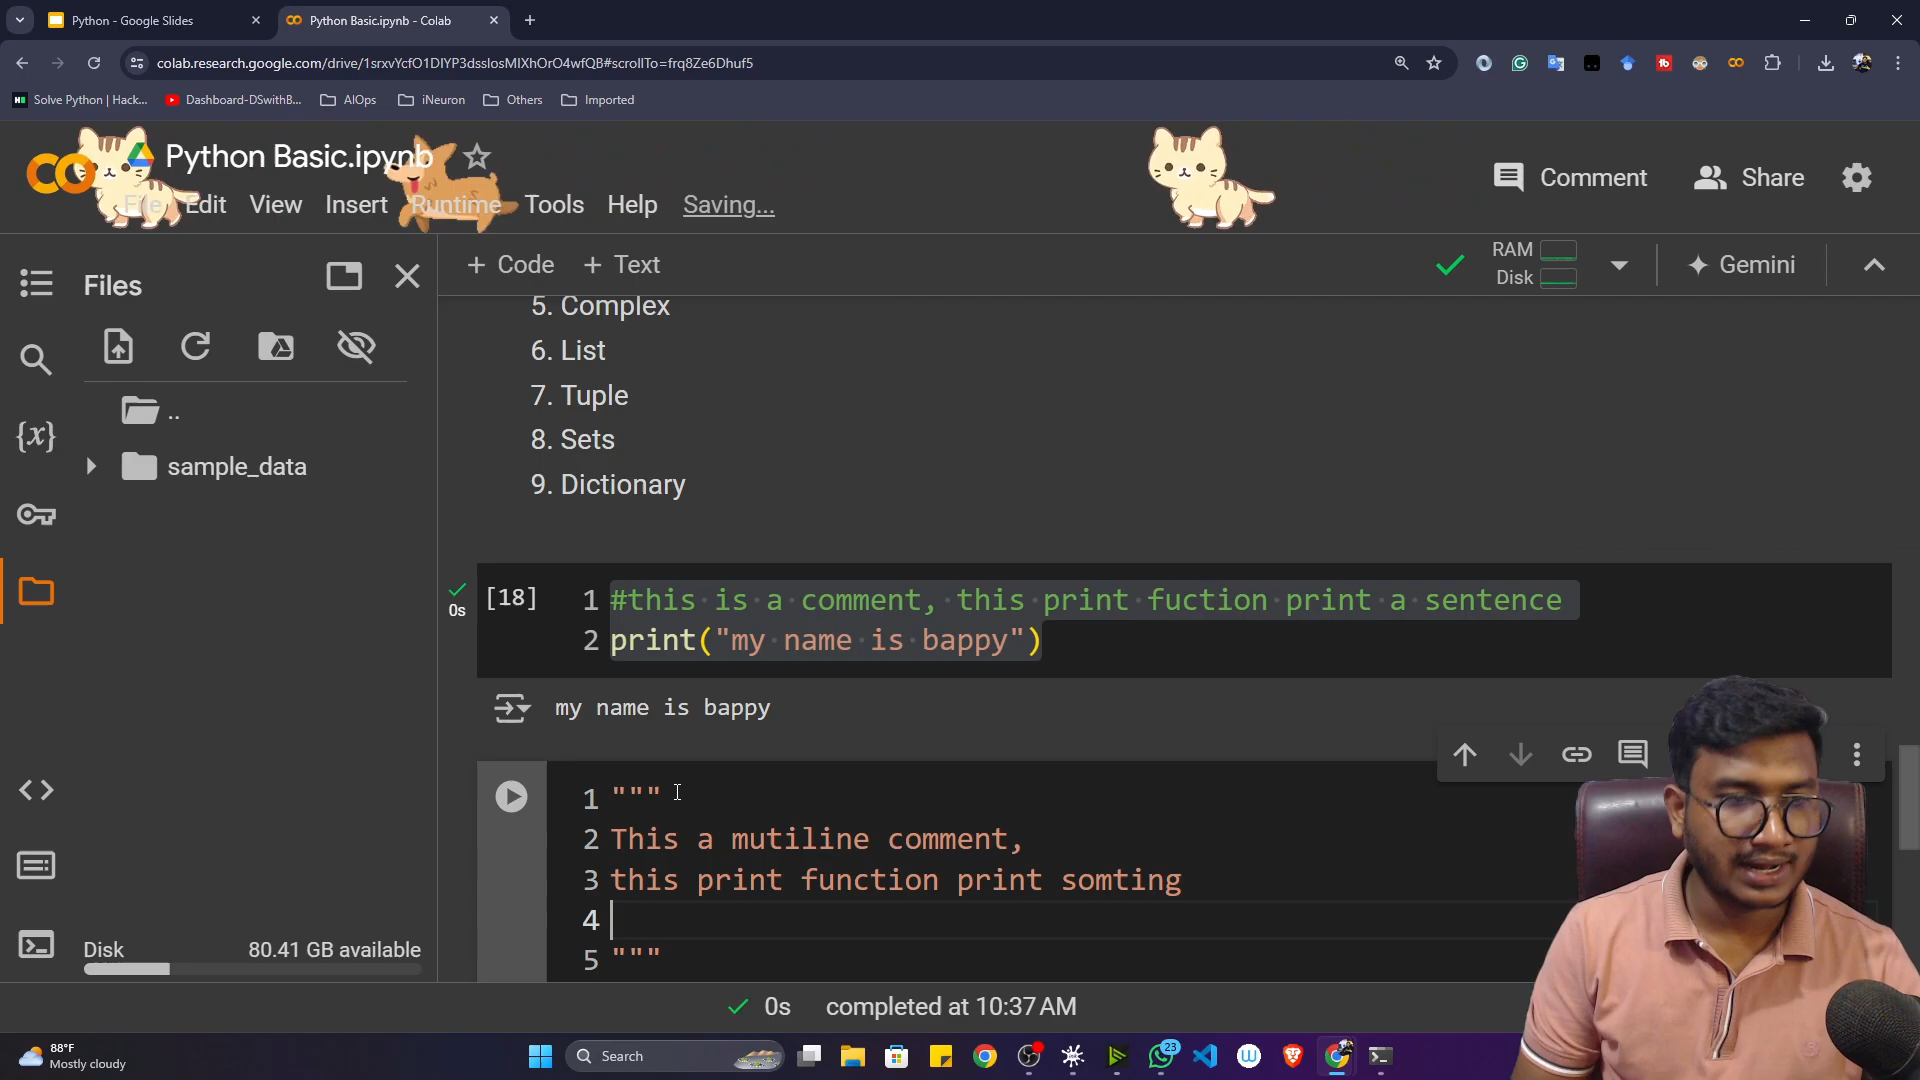 Python - Google Slides
Python Basic.ipynb - Colab
colab.research.google.com/drive/1srxvYcfO1DIYP3dsslosMIXhOrO4wfQB#scrollTo=frq8Ze6Dhuf5
Solve Python | Hack...
Dashboard-DSwithB...
AIOps
iNeuron
Others
Imported
Python Basic.ipynb
File Edit View Insert Runtime Tools Help Saving...
Comment
Share
Files
+ Code + Text
RAM
Disk
Gemini
..
sample_data
5. Complex
6. List
7. Tuple
8. Sets
9. Dictionary
0s
[18]
1 #this is a comment, this print fuction print a sentence
2 print("my name is bappy")
my name is bappy
1 """
2 This a mutiline comment,
3 this print function print somting
4
5 """
Disk 80.41 GB available
0s completed at 10:37 AM
88°F
Mostly cloudy
Search
23